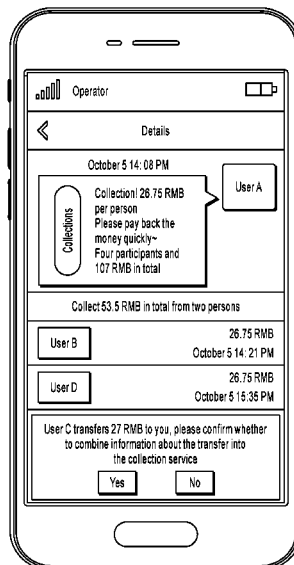 Operator
Details
October 5 14: 08 PM
User A
Collections
Collection! 26.75 RMB
per person
Please pay back the
money quickly~
Four participants and
107 RMB in total
Collect 53.5 RMB in total from two persons
User B
26.75 RMB
October 5 14: 21 PM
User D
26.75 RMB
October 5 15:35 PM
User C transfers 27 RMB to you, please confirm whether
to combine information about the transfer into
the collection service
Yes
No